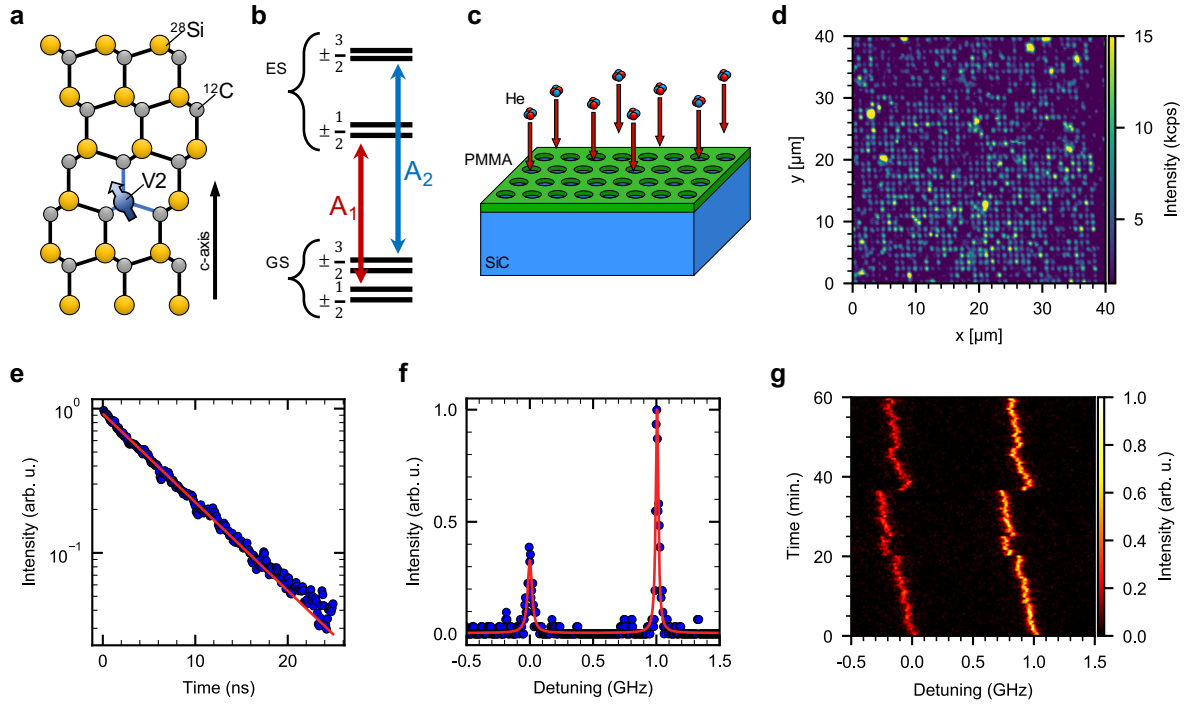 a
28Si
12C
V2
c-axis
b
ES
± 3/2
± 1/2
A1
A2
GS
± 3/2
± 1/2
c
He
PMMA
SiC
d
40
30
20
10
0
y [µm]
0 10 20 30 40
x [µm]
15
10
5
Intensity (kcps)
e
10^0
10^-1
Intensity (arb. u.)
0 10 20
Time (ns)
f
1.0
0.5
0.0
Intensity (arb. u.)
-0.5 0.0 0.5 1.0 1.5
Detuning (GHz)
g
60
40
20
0
Time (min.)
-0.5 0.0 0.5 1.0 1.5
Detuning (GHz)
1.0
0.8
0.6
0.4
0.2
0.0
Intensity (arb. u.)